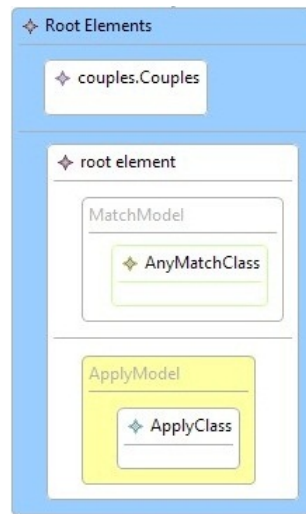 Root Elements
couples.Couples
root element
MatchModel
AnyMatchClass
ApplyModel
ApplyClass